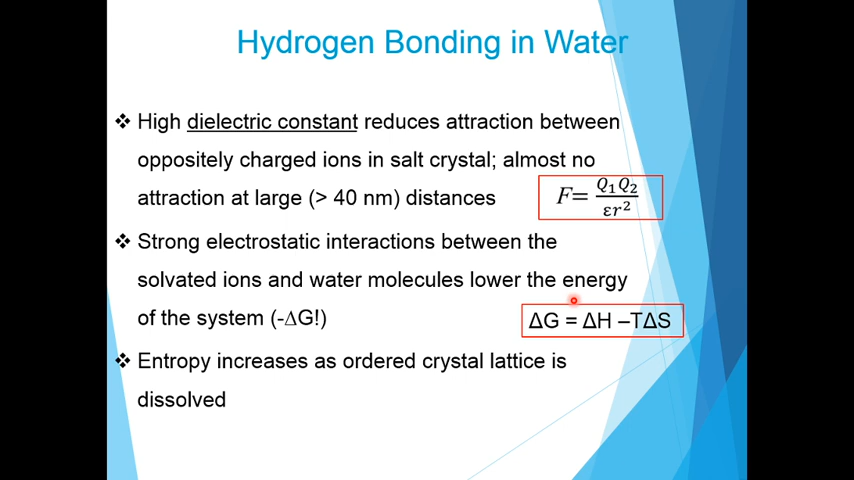 Hydrogen Bonding in Water
❖ High dielectric constant reduces attraction between
oppositely charged ions in salt crystal; almost no
attraction at large (> 40 nm) distances
F= Q₁Q₂ / εr²
❖ Strong electrostatic interactions between the
solvated ions and water molecules lower the energy
of the system (-ΔG!)
ΔG = ΔH –TΔS
❖ Entropy increases as ordered crystal lattice is
dissolved